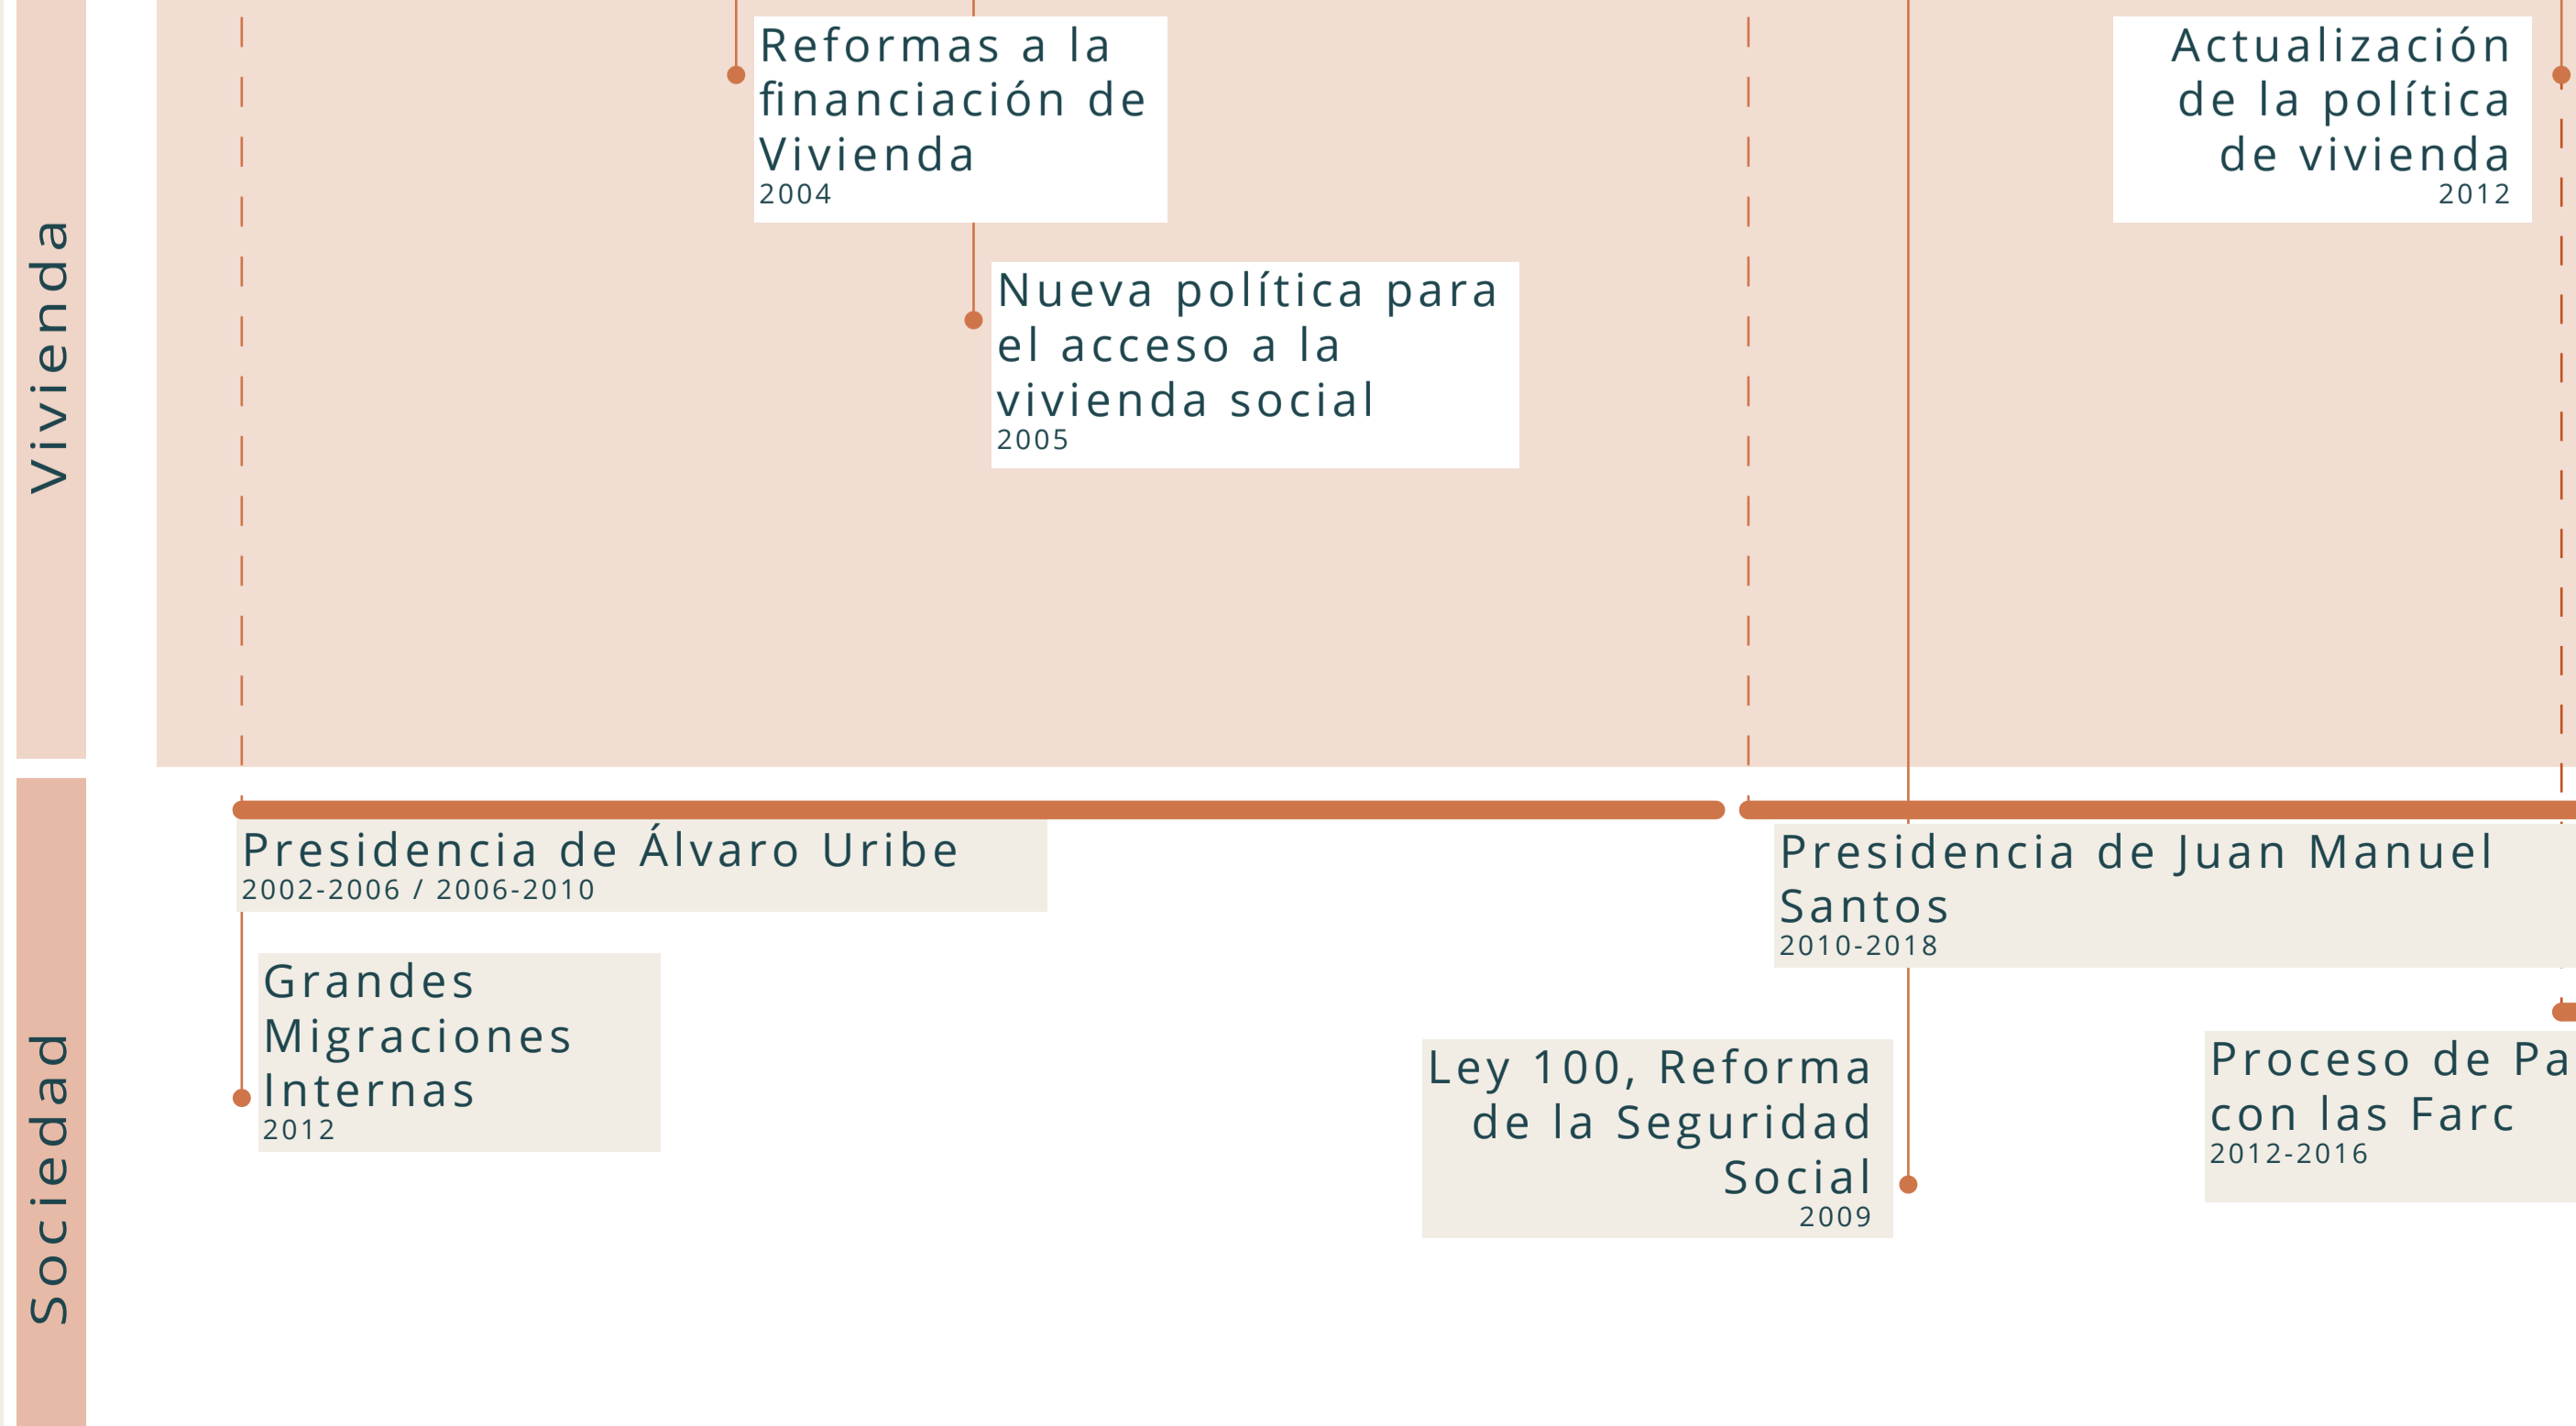 Vivienda
Reformas a la
financiación de
Vivienda
2004
Nueva política para
el acceso a la
vivienda social
2005
Actualización
de la política
de vivienda
2012
Sociedad
Presidencia de Álvaro Uribe
2002-2006 / 2006-2010
Grandes
Migraciones
Internas
2012
Presidencia de Juan Manuel
Santos
2010-2018
Ley 100, Reforma
de la Seguridad
Social
2009
Proceso de Pa
con las Farc
2012-2016